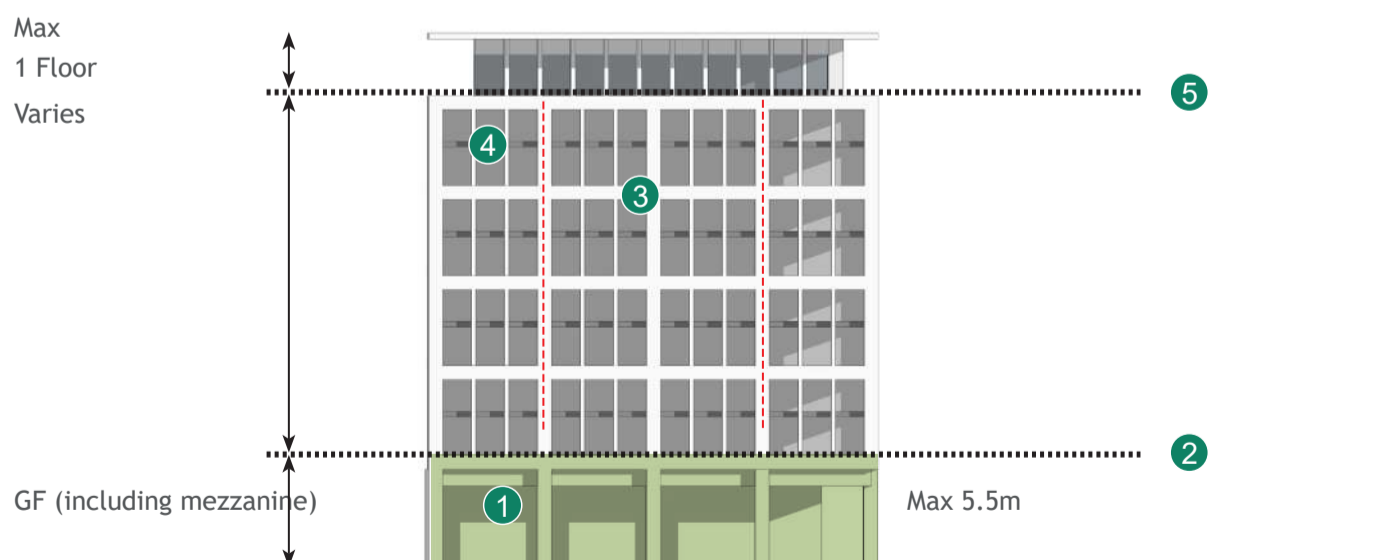 Max
1 Floor
5
Varies
4
3
2
GF (including mezzanine)
1
Max 5.5m